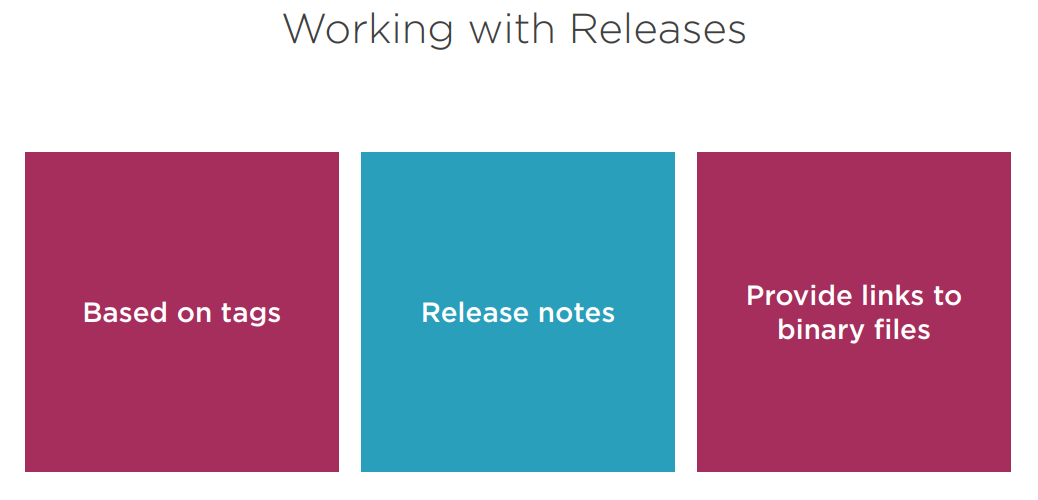 Working with Releases
Based on tags
Release notes
Provide links to
binary files